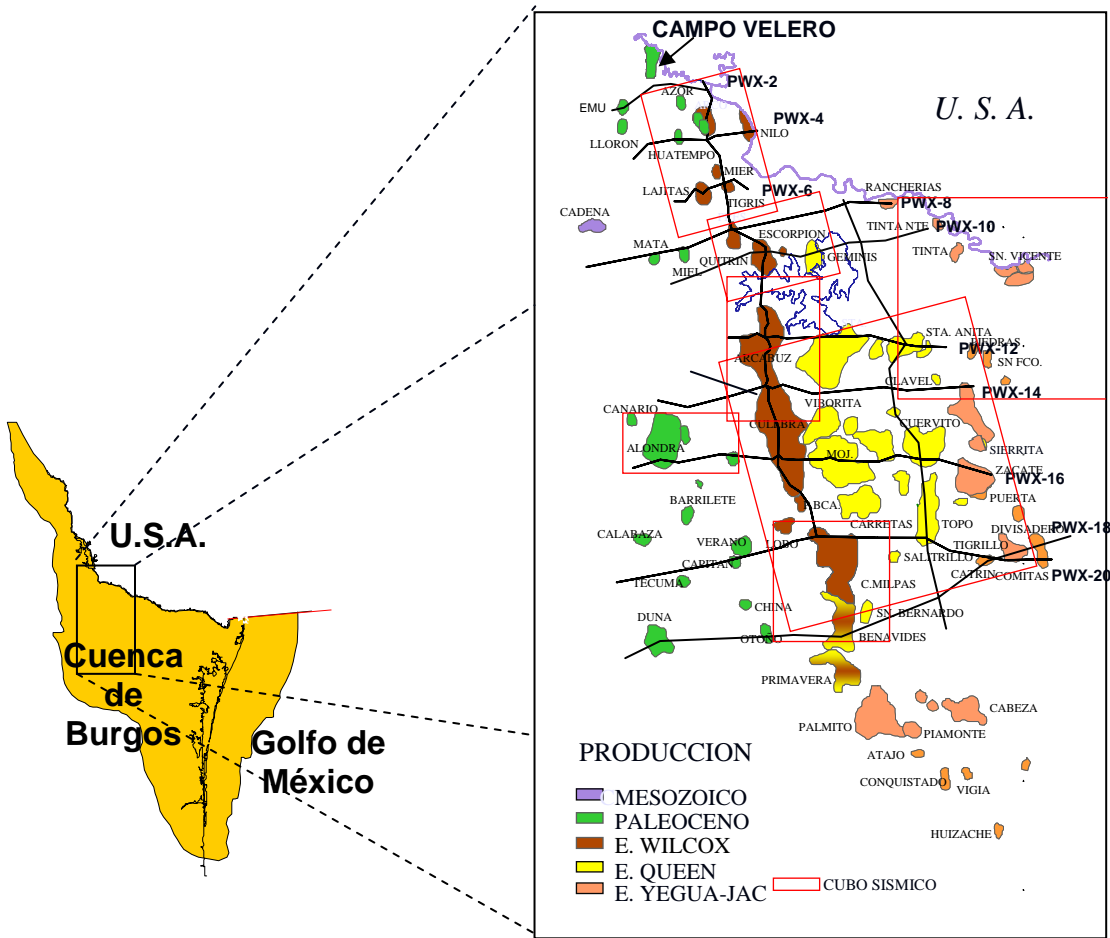 U.S.A.
Cuenca
de
Burgos
Golfo de
México
CAMPO VELERO
PWX-2
AZOR
EMU
U. S. A.
PWX-4
NILO
LLORON
HUATEMPO
MIER
LAJITAS
PWX-6
TIGRIS
RANCHERIAS
PWX-8
CADENA
TINTA NTE
PWX-10
ESCORPION
MATA
QUITRIN
GEMINIS
TINTA
SN. VICENTE
MIEL
STA. ANITA
PIEDRAS
PWX-12
ARCABUZ
SN FCO.
CLAVEL
PWX-14
VIBORITA
CANARIO
CULEBRA
CUERVITO
ALONDRA
MOJ.
SIERRITA
ZACATE
PWX-16
BARRILETE
PUERTA
P.BCA.
CARRETAS
TOPO
DIVISADERO
PWX-18
CALABAZA
VERANO
LOBO
TIGRILLO
CAPITAN
SALITRILLO
CATRIN
COMITAS
PWX-20
TECUMA
C.MILPAS
CHINA
SN. BERNARDO
DUNA
OTOÑO
BENAVIDES
PRIMAVERA
CABEZA
PALMITO
PIAMONTE
ATAJO
CONQUISTADO
VIGIA
HUIZACHE
PRODUCCION
MESOZOICO
PALEOCENO
E. WILCOX
E. QUEEN
E. YEGUA-JAC
CUBO SISMICO